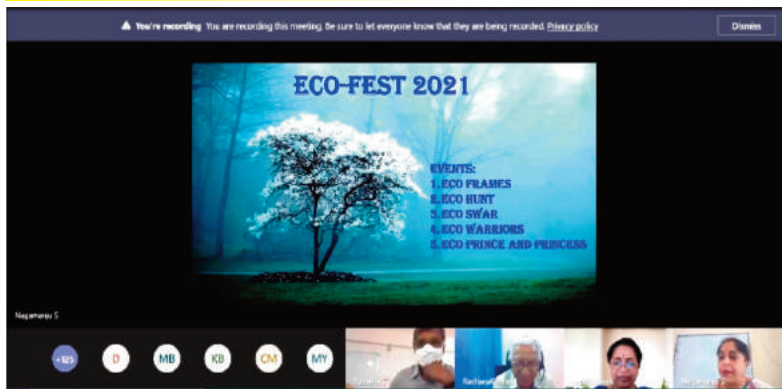 You're recording You are recording this meeting. Be sure to let everyone know that they are being recorded. Privacy policy
Dismiss
ECO-FEST 2021
EVENTS:
1. ECO FRAMES
2. ECO HUNT
3. ECO SWAR
4. ECO WARRIORS
5. ECO PRINCE AND PRINCESS
Nagamanju S
+125
D
MB
KB
CM
MY